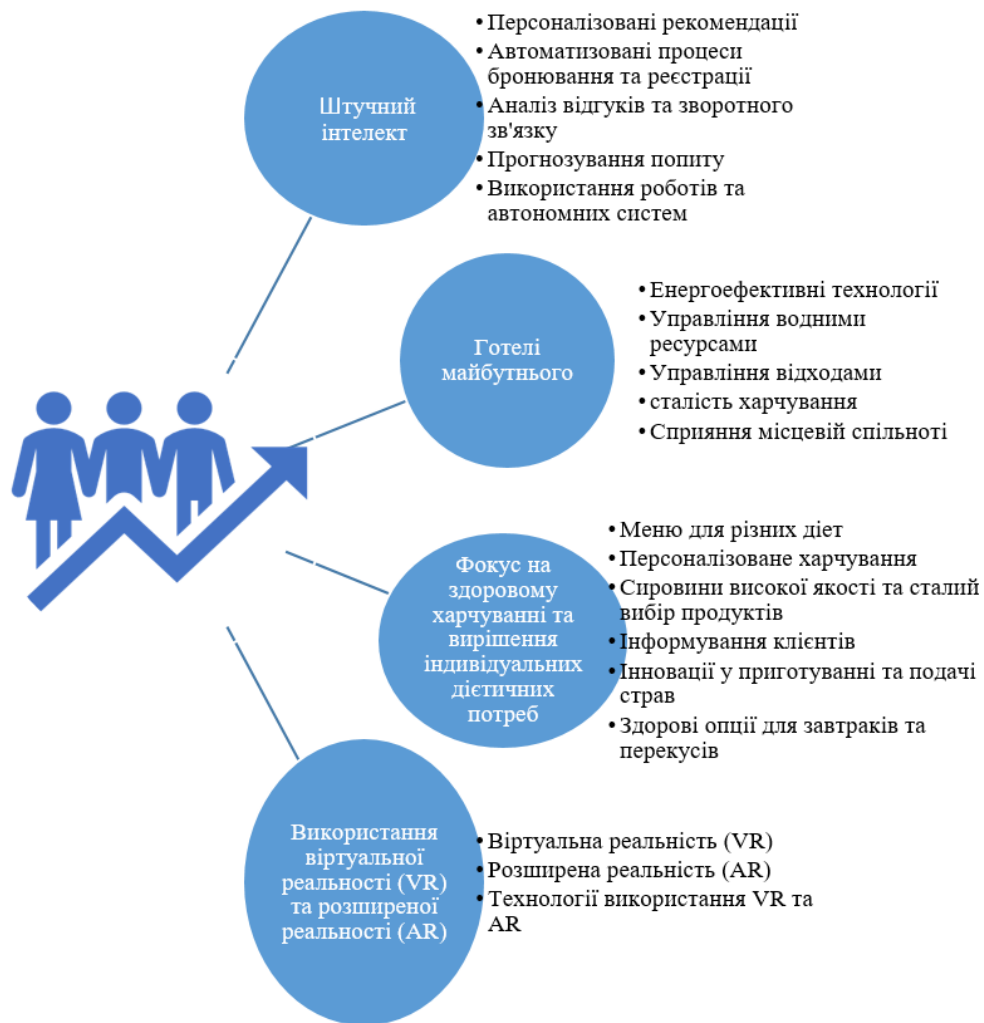 Штучний
інтелект
• Персоналізовані рекомендації
• Автоматизовані процеси
бронювання та реєстрації
• Аналіз відгуків та зворотного
зв'язку
• Прогнозування попиту
• Використання роботів та
автономних систем
Готелі
майбутнього
• Енергоефективні технології
• Управління водними
ресурсами
• Управління відходами
• сталість харчування
• Сприяння місцевій спільноті
Фокус на
здоровому
харчуванні та
вирішення
індивідуальних
дієтичних
потреб
• Меню для різних дієт
• Персоналізоване харчування
• Сировини високої якості та сталий
вибір продуктів
• Інформування клієнтів
• Інновації у приготуванні та подачі
страв
• Здорові опції для завтраків та
перекусів
Використання
віртуальної
реальності (VR)
та розширеної
реальності (AR)
• Віртуальна реальність (VR)
• Розширена реальність (AR)
• Технології використання VR та
AR